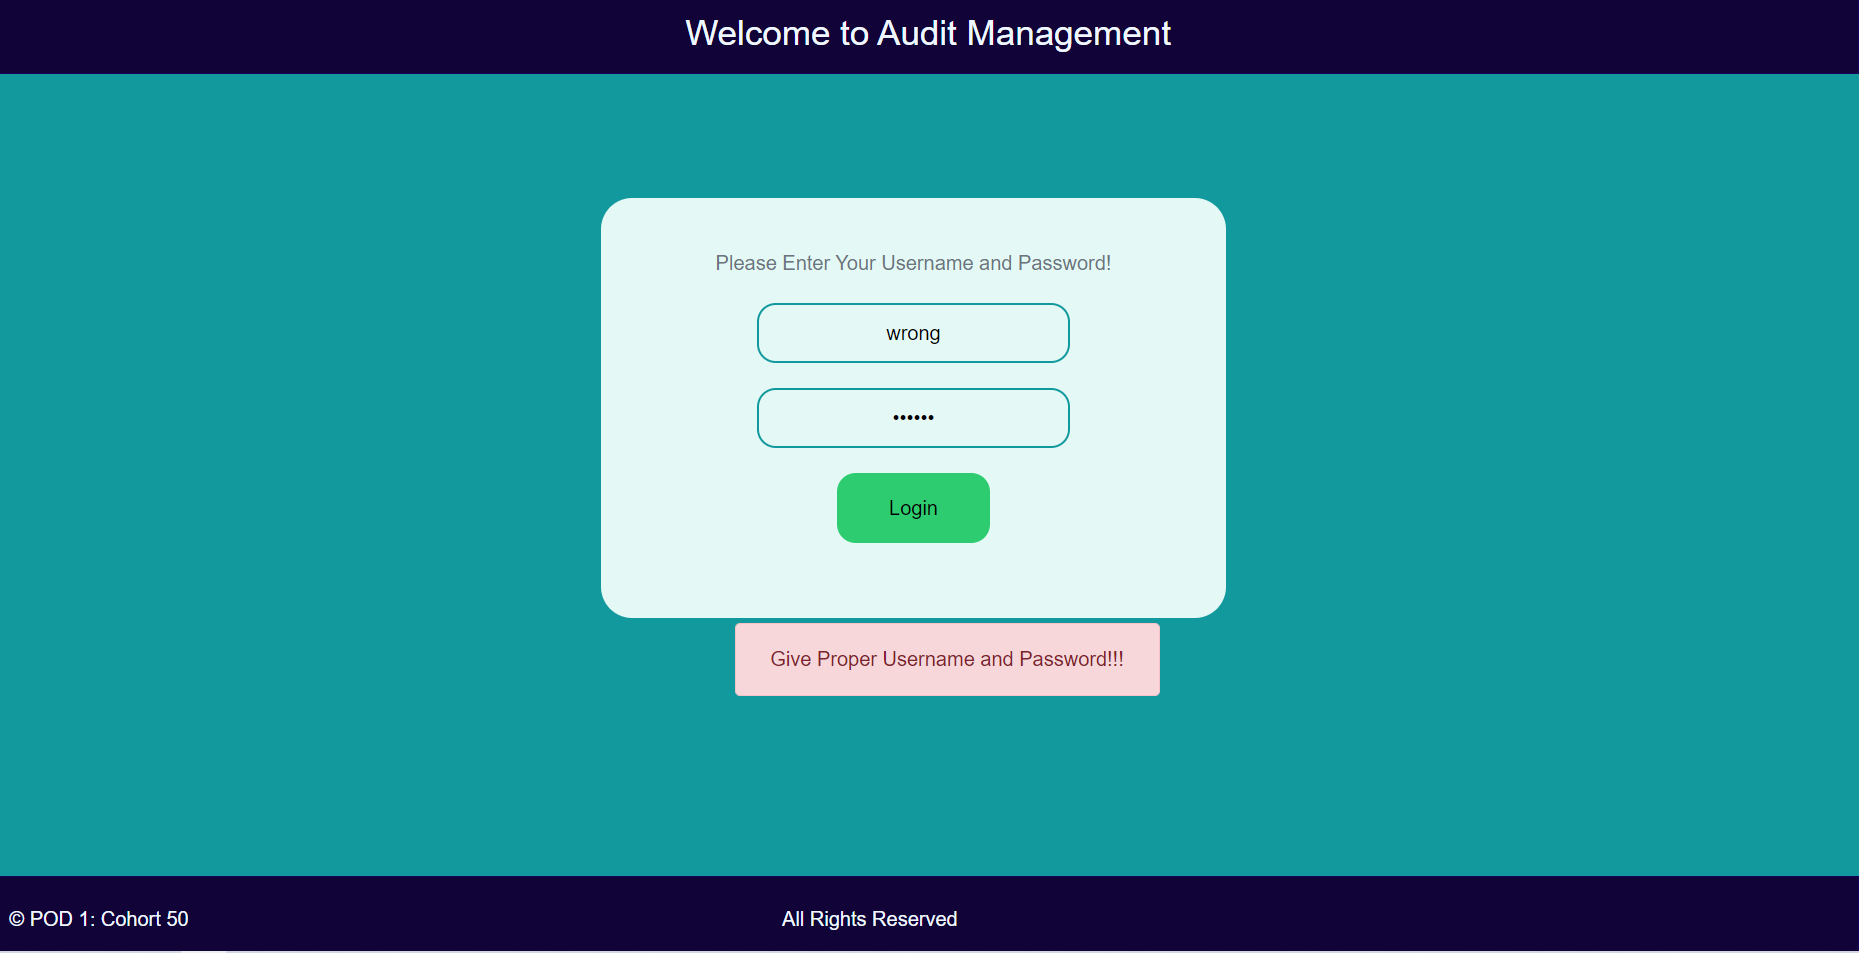 Welcome to Audit Management
Please Enter Your Username and Password!
wrong
••••••
Login
Give Proper Username and Password!!!
© POD 1: Cohort 50 All Rights Reserved